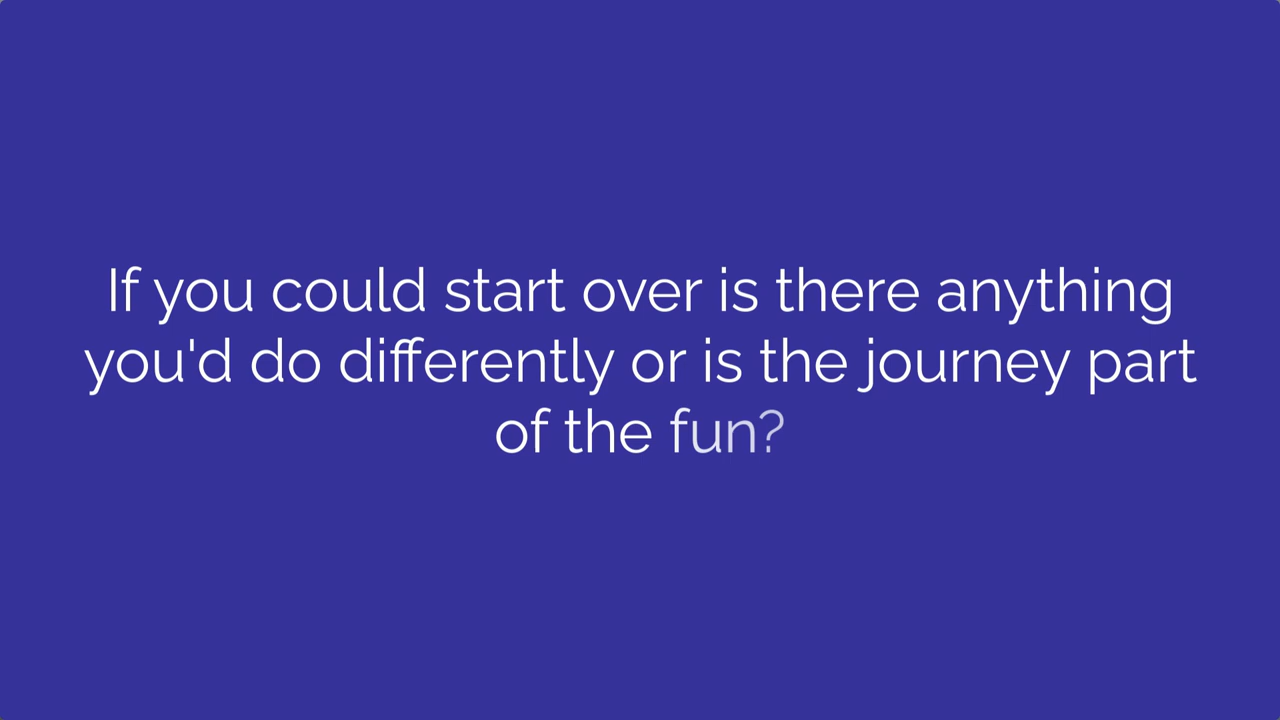 If you could start over is there anything
you'd do differently or is the journey part
of the fun?